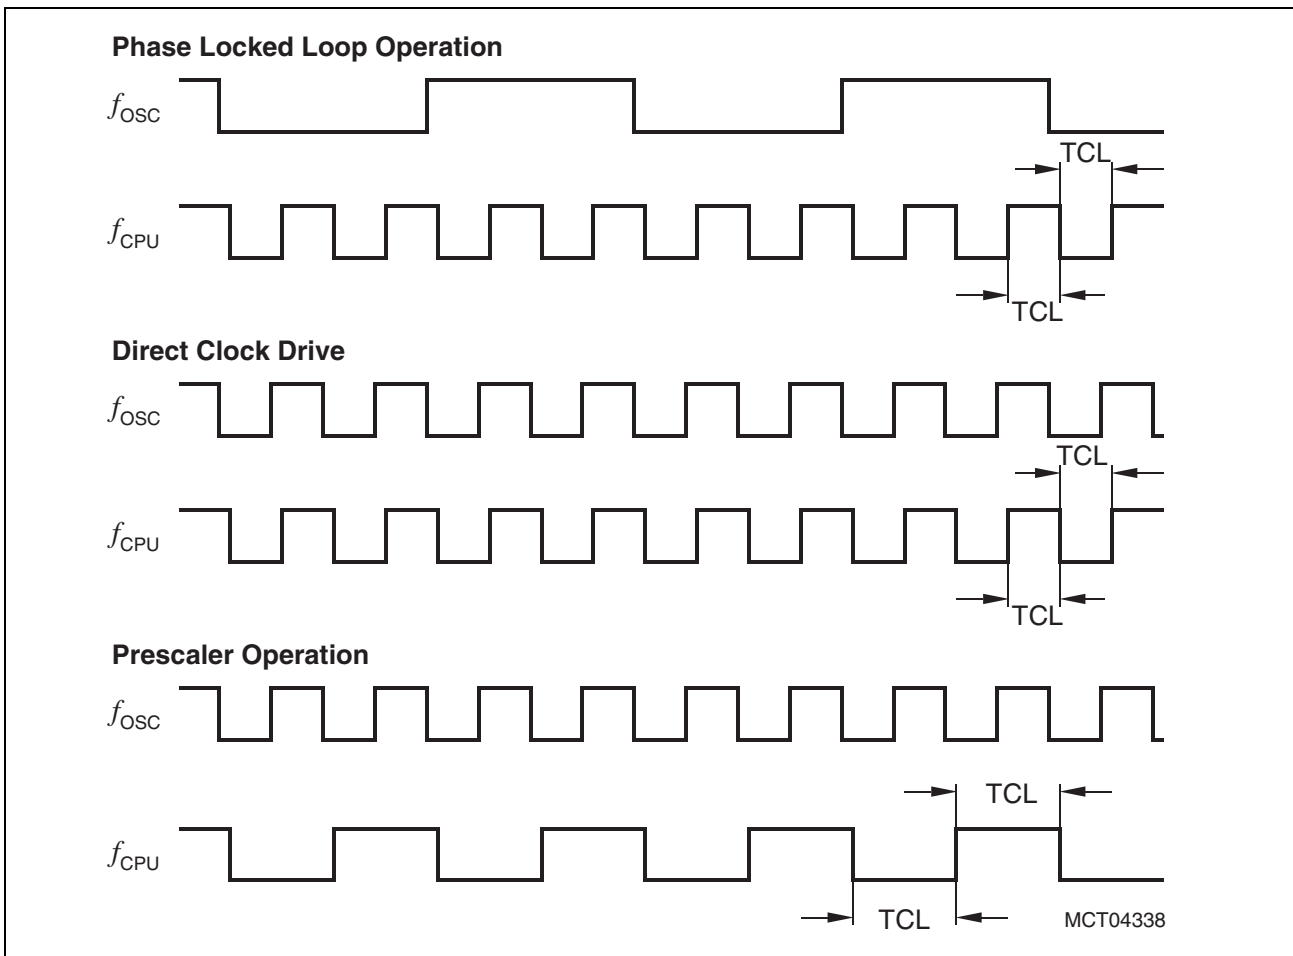 Phase Locked Loop Operation
fOSC
TCL
fCPU
TCL
Direct Clock Drive
fOSC
TCL
fCPU
TCL
Prescaler Operation
fOSC
TCL
fCPU
TCL
MCT04338